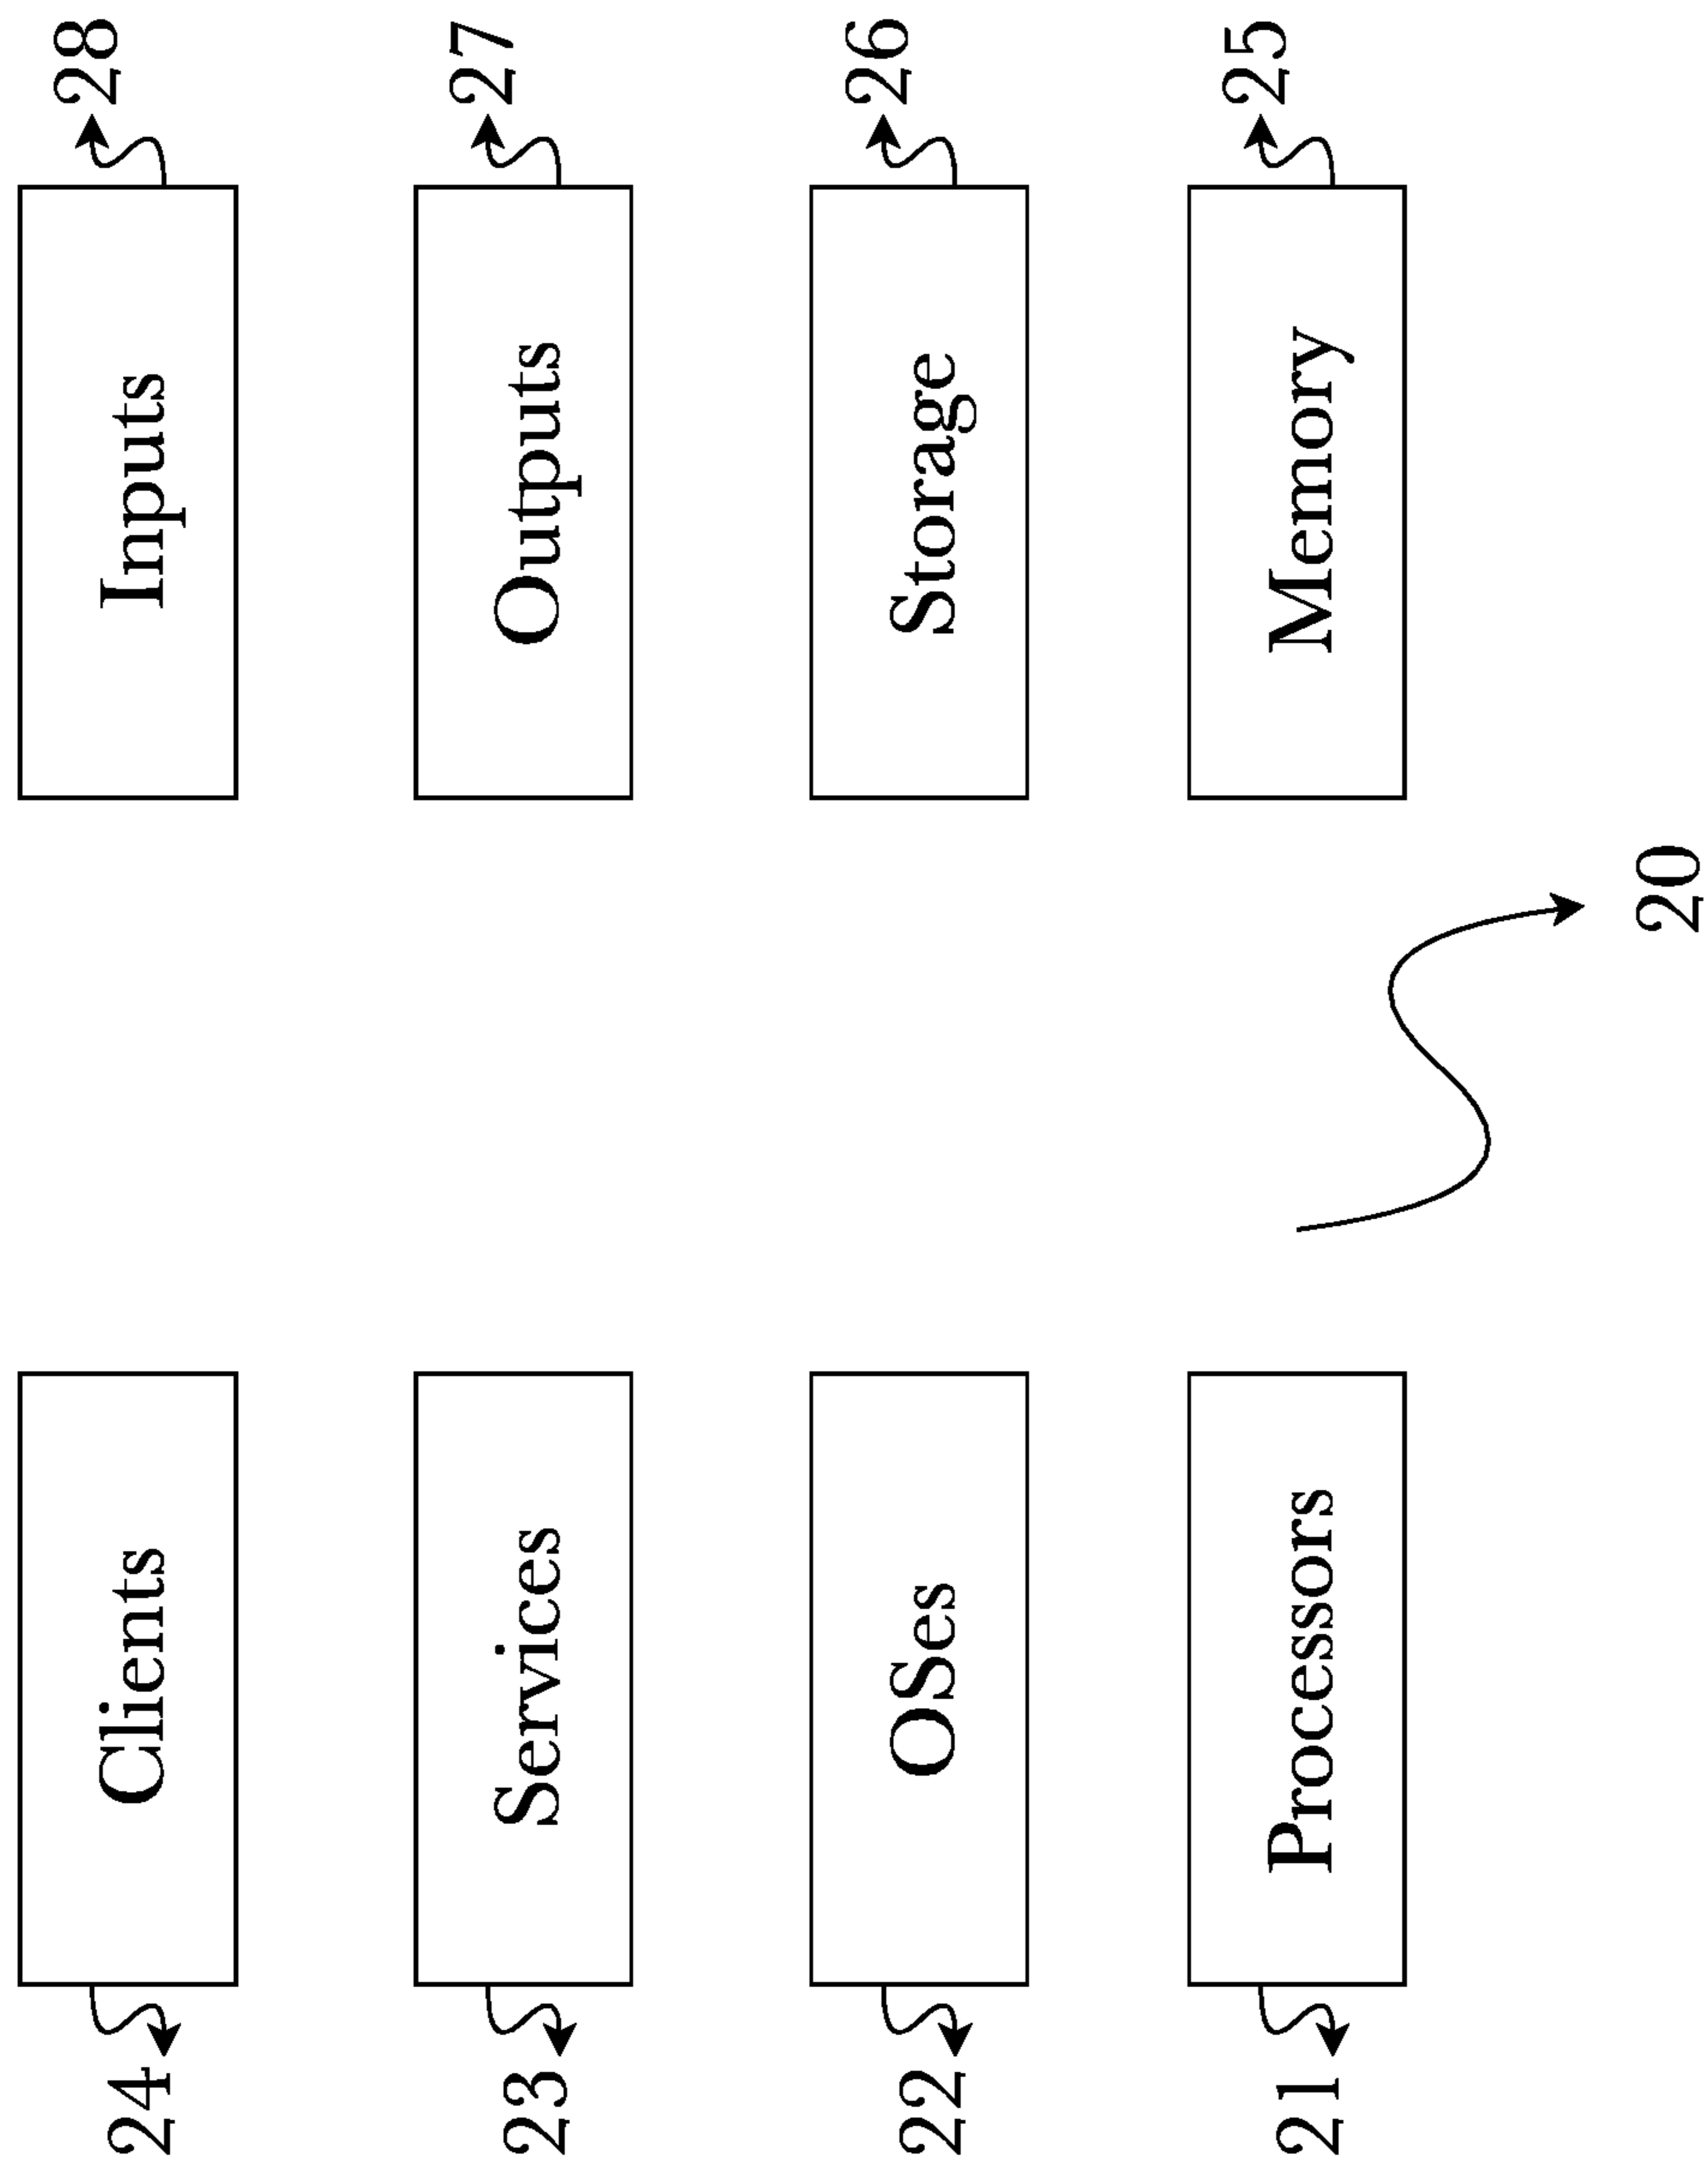 24
Clients
Inputs
28
23
Services
Outputs
27
22
OSes
Storage
26
21
Processors
Memory
25
20